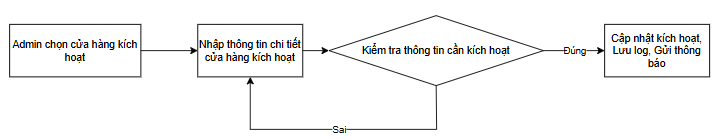 Admin chọn cửa hàng kích
hoạt
Nhập thông tin chi tiết
cửa hàng kích hoạt
Kiểm tra thông tin cần kích hoạt
Đúng
Cập nhật kích hoạt,
Lưu log, Gửi thông
báo
Sai